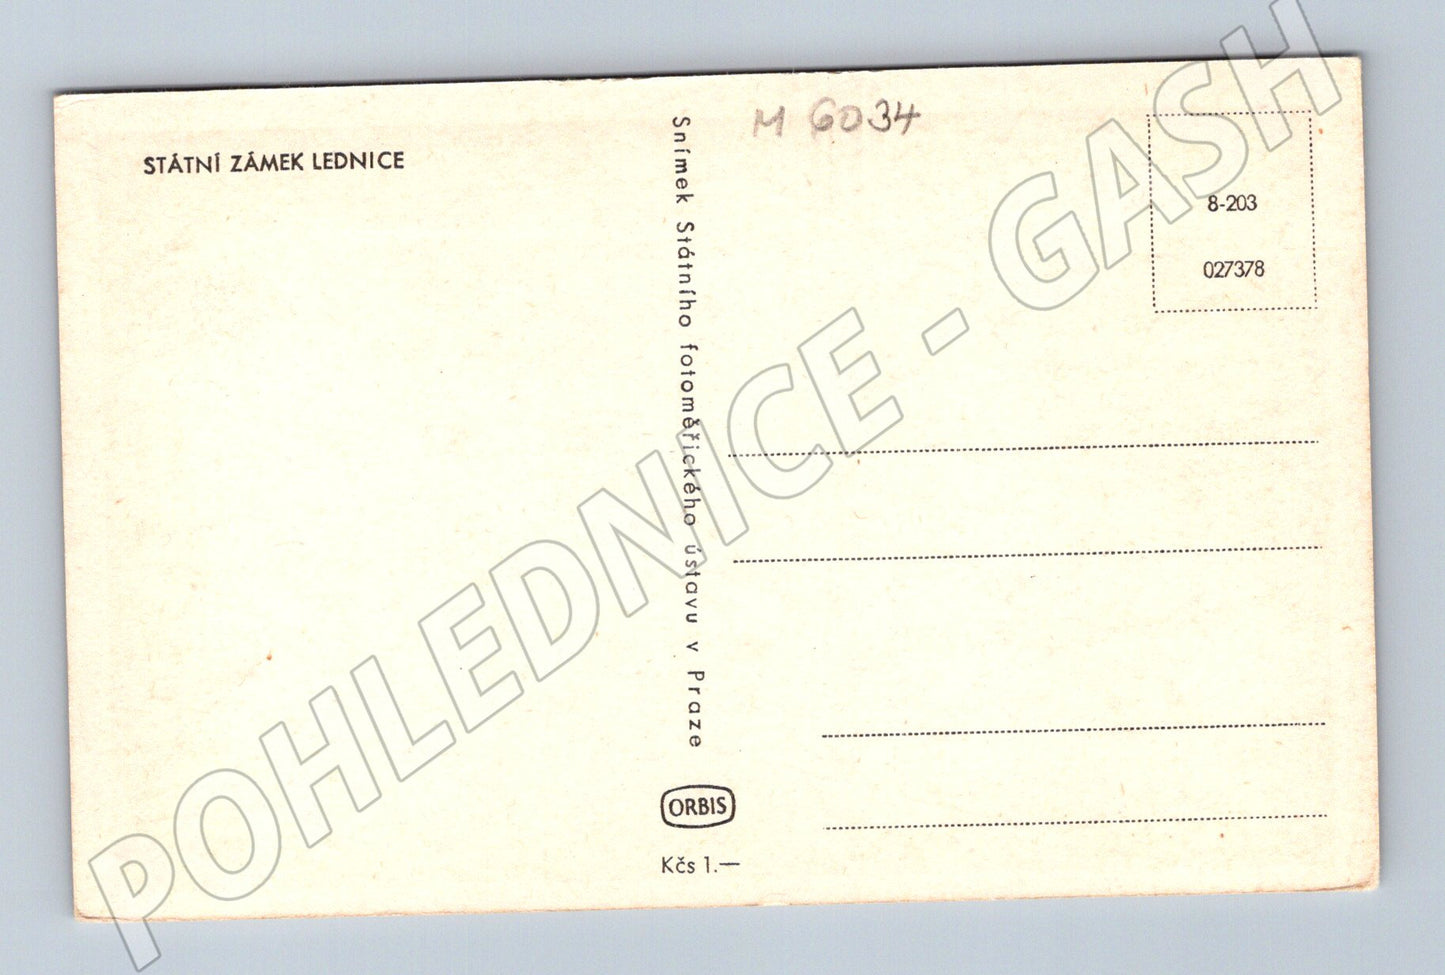 STÁTNÍ ZÁMEK LEDNICE
Snímek Státního fotoměřického ústavu v Praze
M 6034
8-203
027378
ORBIS
Kčs 1.—
POHLEDNICE - GASH